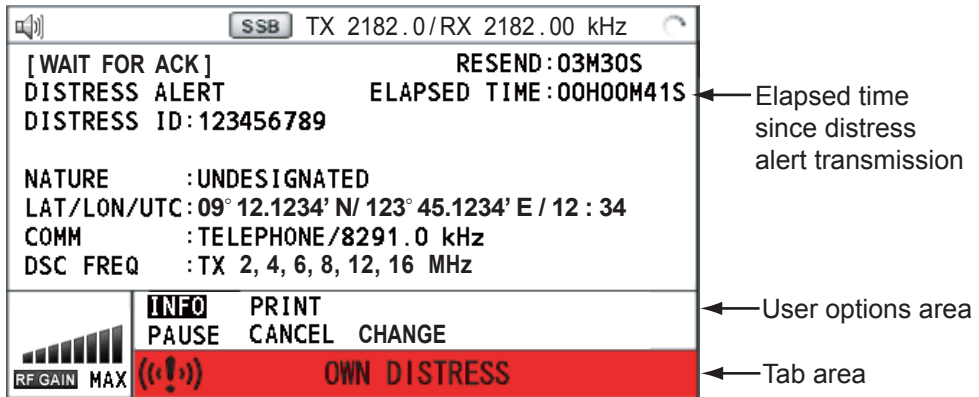 SSB TX 2182.0/RX 2182.00 kHz
[WAIT FOR ACK] RESEND:03M30S
DISTRESS ALERT ELAPSED TIME:00H00M41S
DISTRESS ID:123456789
Elapsed time
since distress
alert transmission
NATURE :UNDESIGNATED
LAT/LON/UTC:09° 12.1234' N/ 123° 45.1234' E / 12 : 34
COMM :TELEPHONE/8291.0 kHz
DSC FREQ :TX 2, 4, 6, 8, 12, 16 MHz
INFO PRINT
PAUSE CANCEL CHANGE
User options area
RF GAIN MAX
((!)) OWN DISTRESS
Tab area